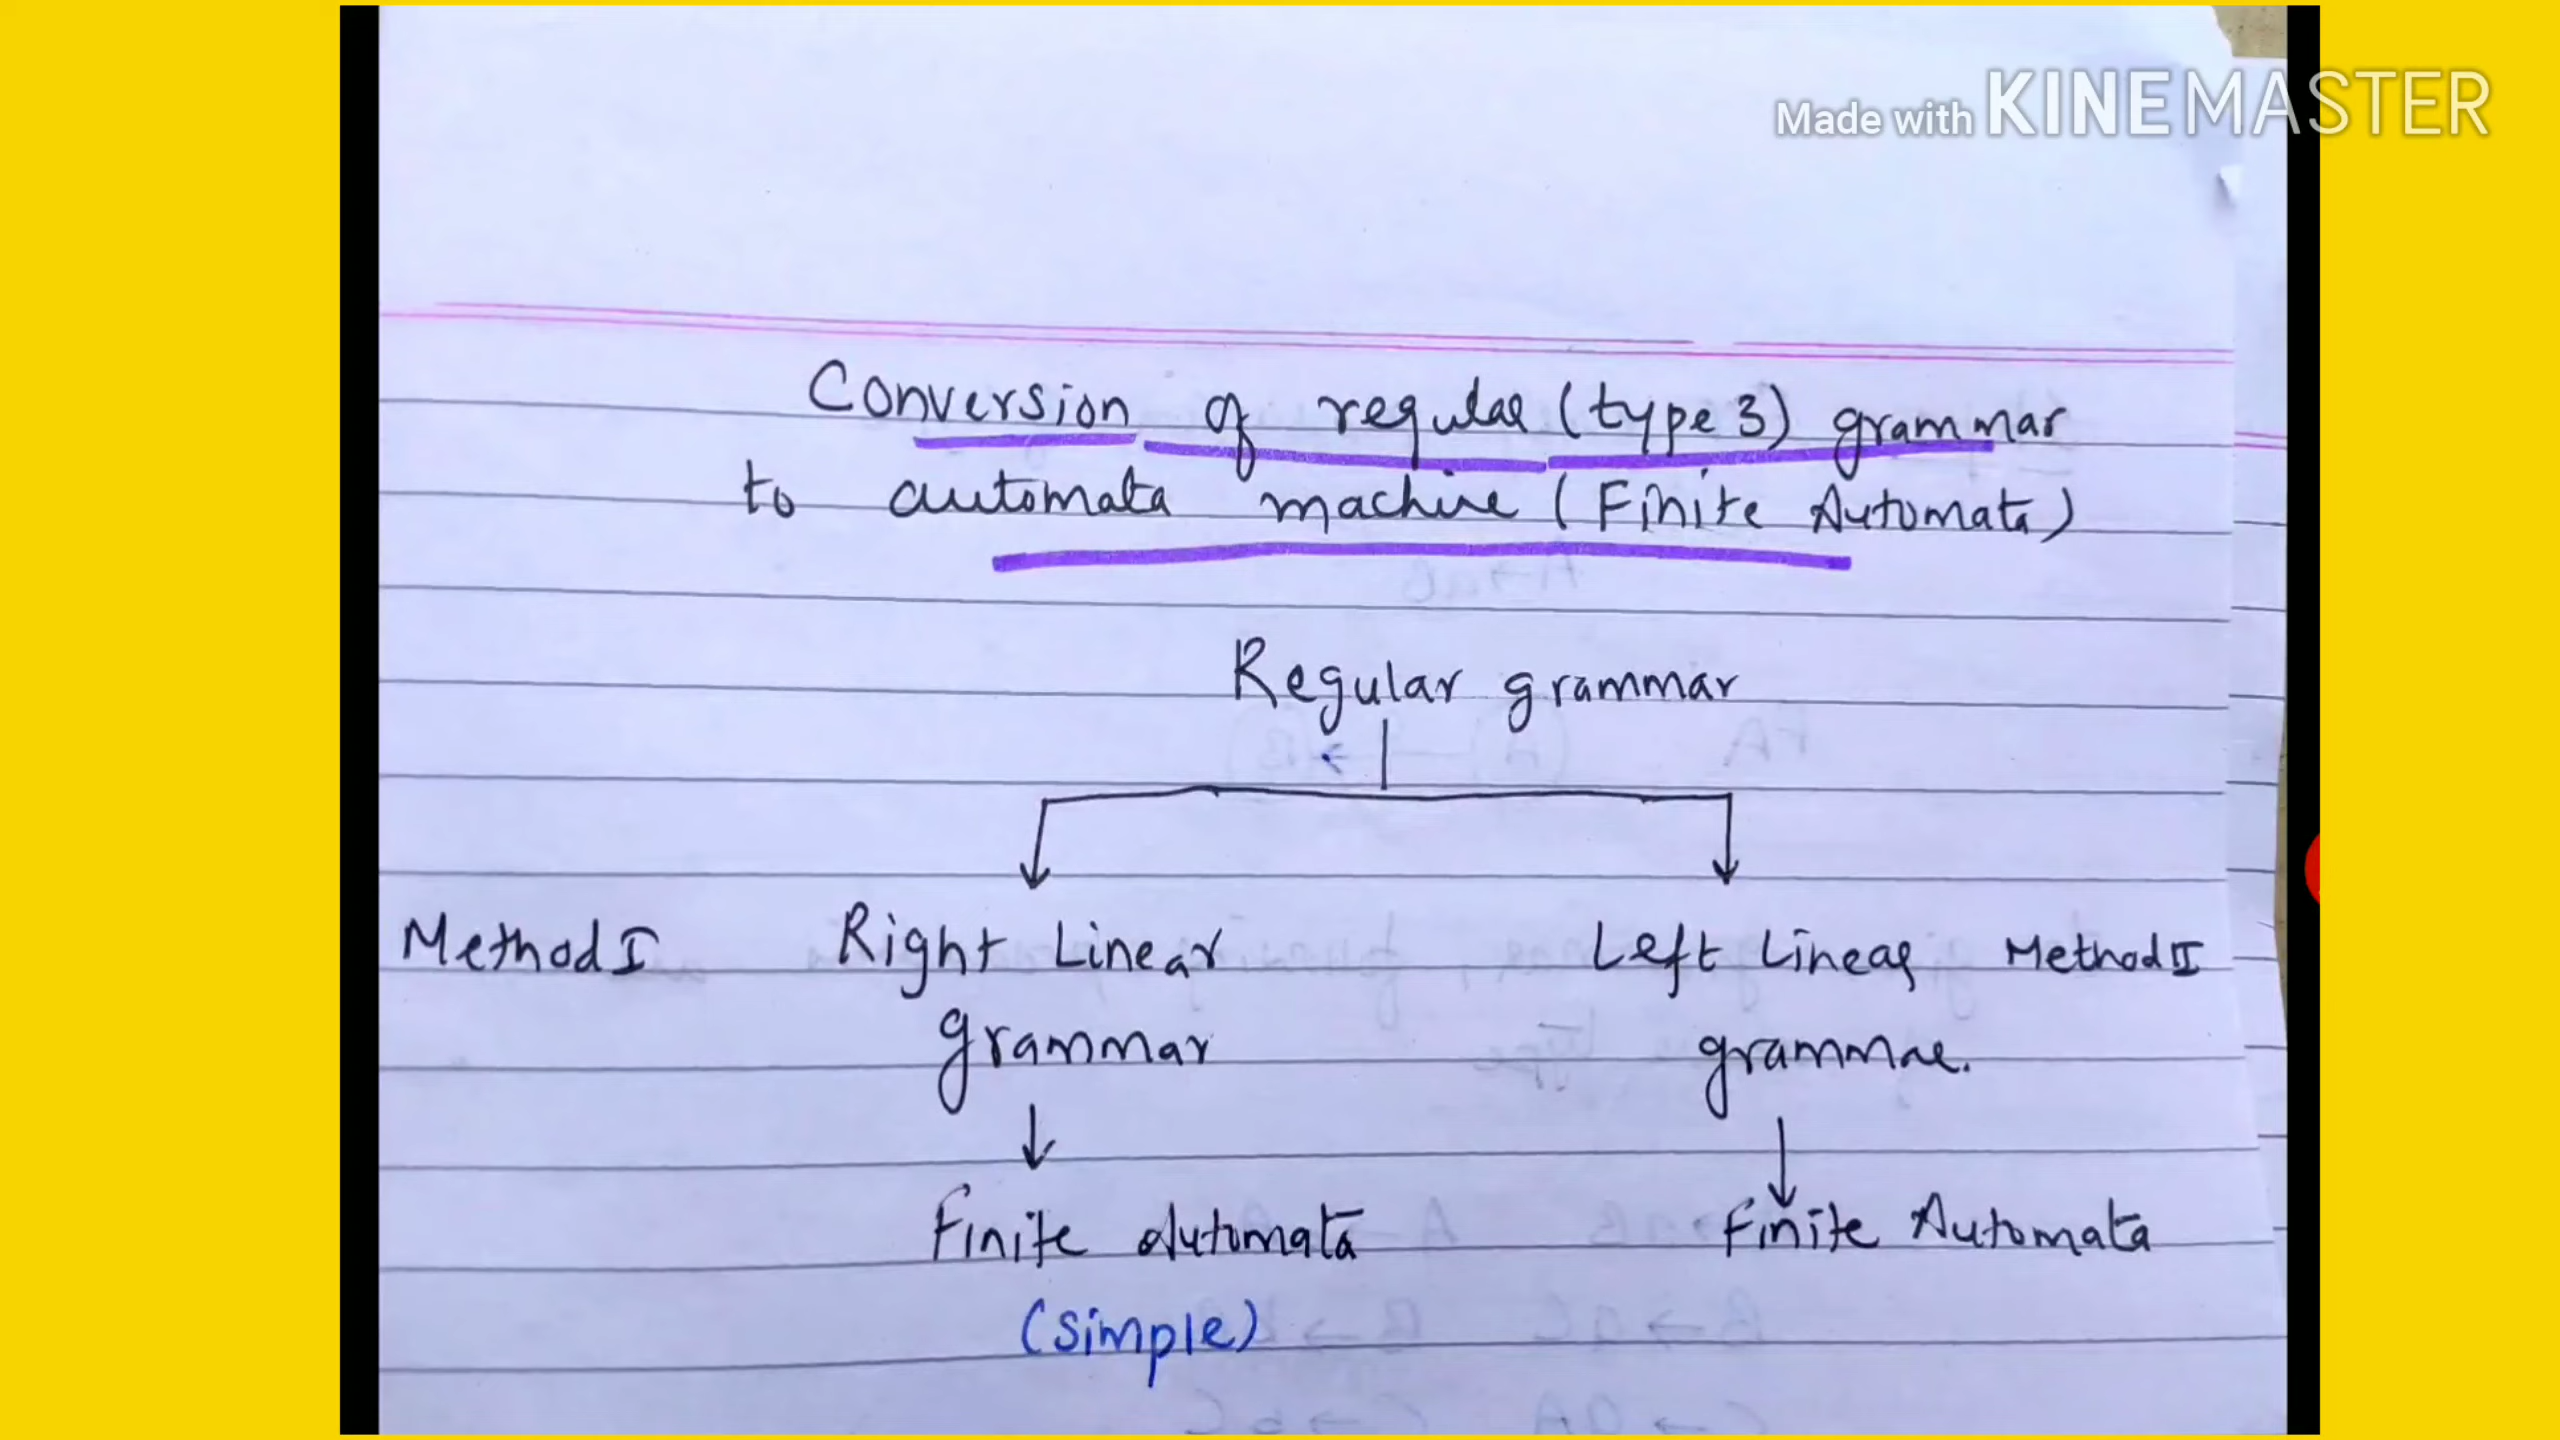 Made with KINEMASTER
Conversion of regular (type 3) grammar
to automata machine (Finite Automata)
Regular grammar
Method I Right Linear Left Linear Method II
grammar grammar.
Finite Automata Finite Automata
(simple)